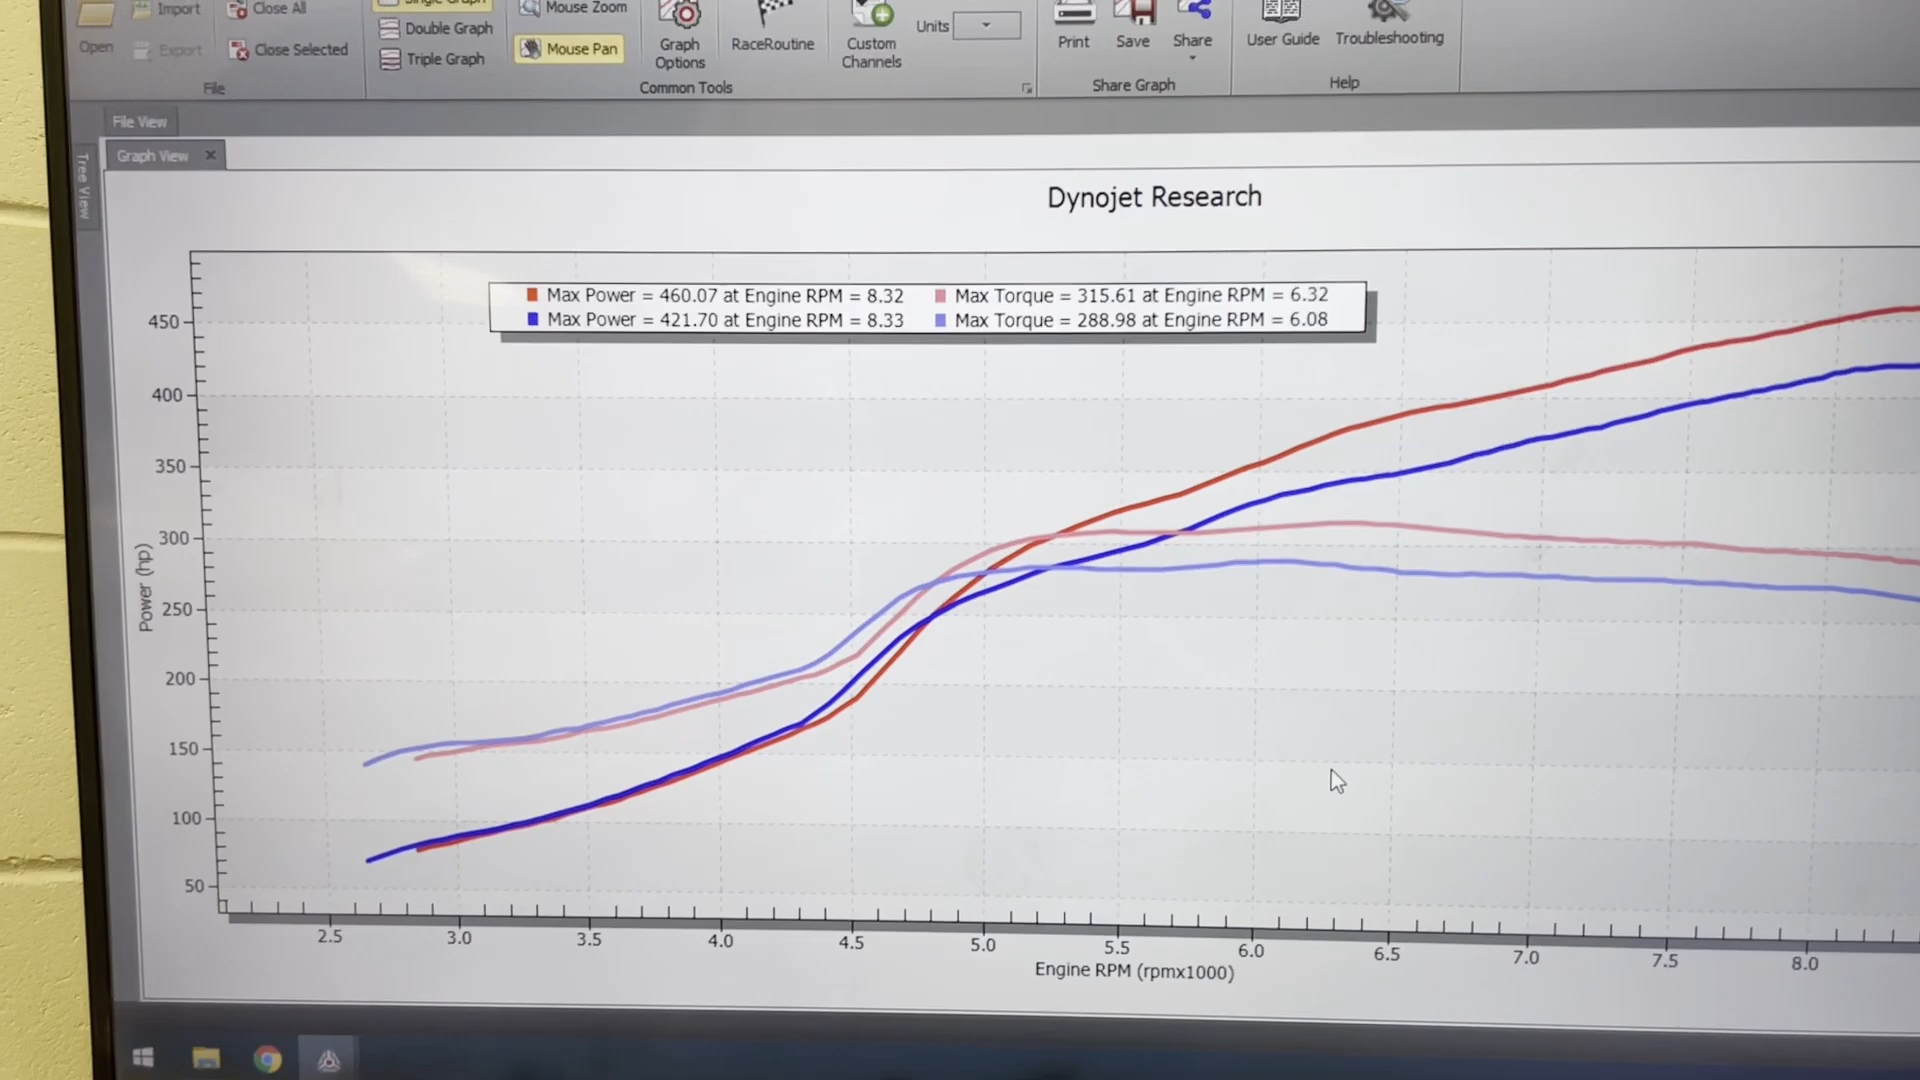 Import
Close All
Single Graph
Mouse Zoom
Open
Export
Close Selected
Double Graph
Triple Graph
Mouse Pan
Graph
Options
RaceRoutine
Custom
Channels
Units
Print
Save
Share
User Guide
Troubleshooting
File
Common Tools
Share Graph
Help
File View
Tree View
Graph View
Dynojet Research
Max Power = 460.07 at Engine RPM = 8.32
Max Torque = 315.61 at Engine RPM = 6.32
Max Power = 421.70 at Engine RPM = 8.33
Max Torque = 288.98 at Engine RPM = 6.08
450
400
350
300
250
200
150
100
50
Power (hp)
2.5 3.0 3.5 4.0 4.5 5.0 5.5 6.0 6.5 7.0 7.5 8.0
Engine RPM (rpmx1000)